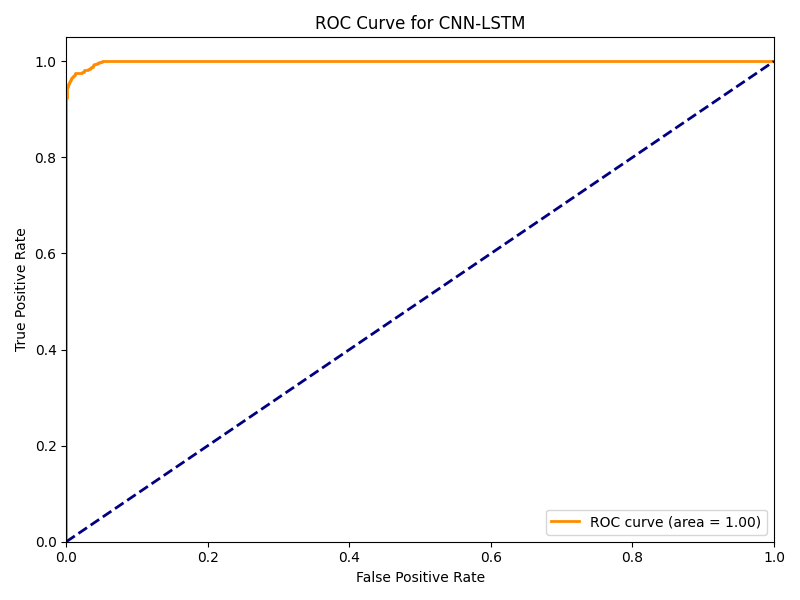 ROC Curve for CNN-LSTM
True Positive Rate
1.0
0.8
0.6
0.4
0.2
0.0
0.0 0.2 0.4 0.6 0.8 1.0
False Positive Rate
ROC curve (area = 1.00)